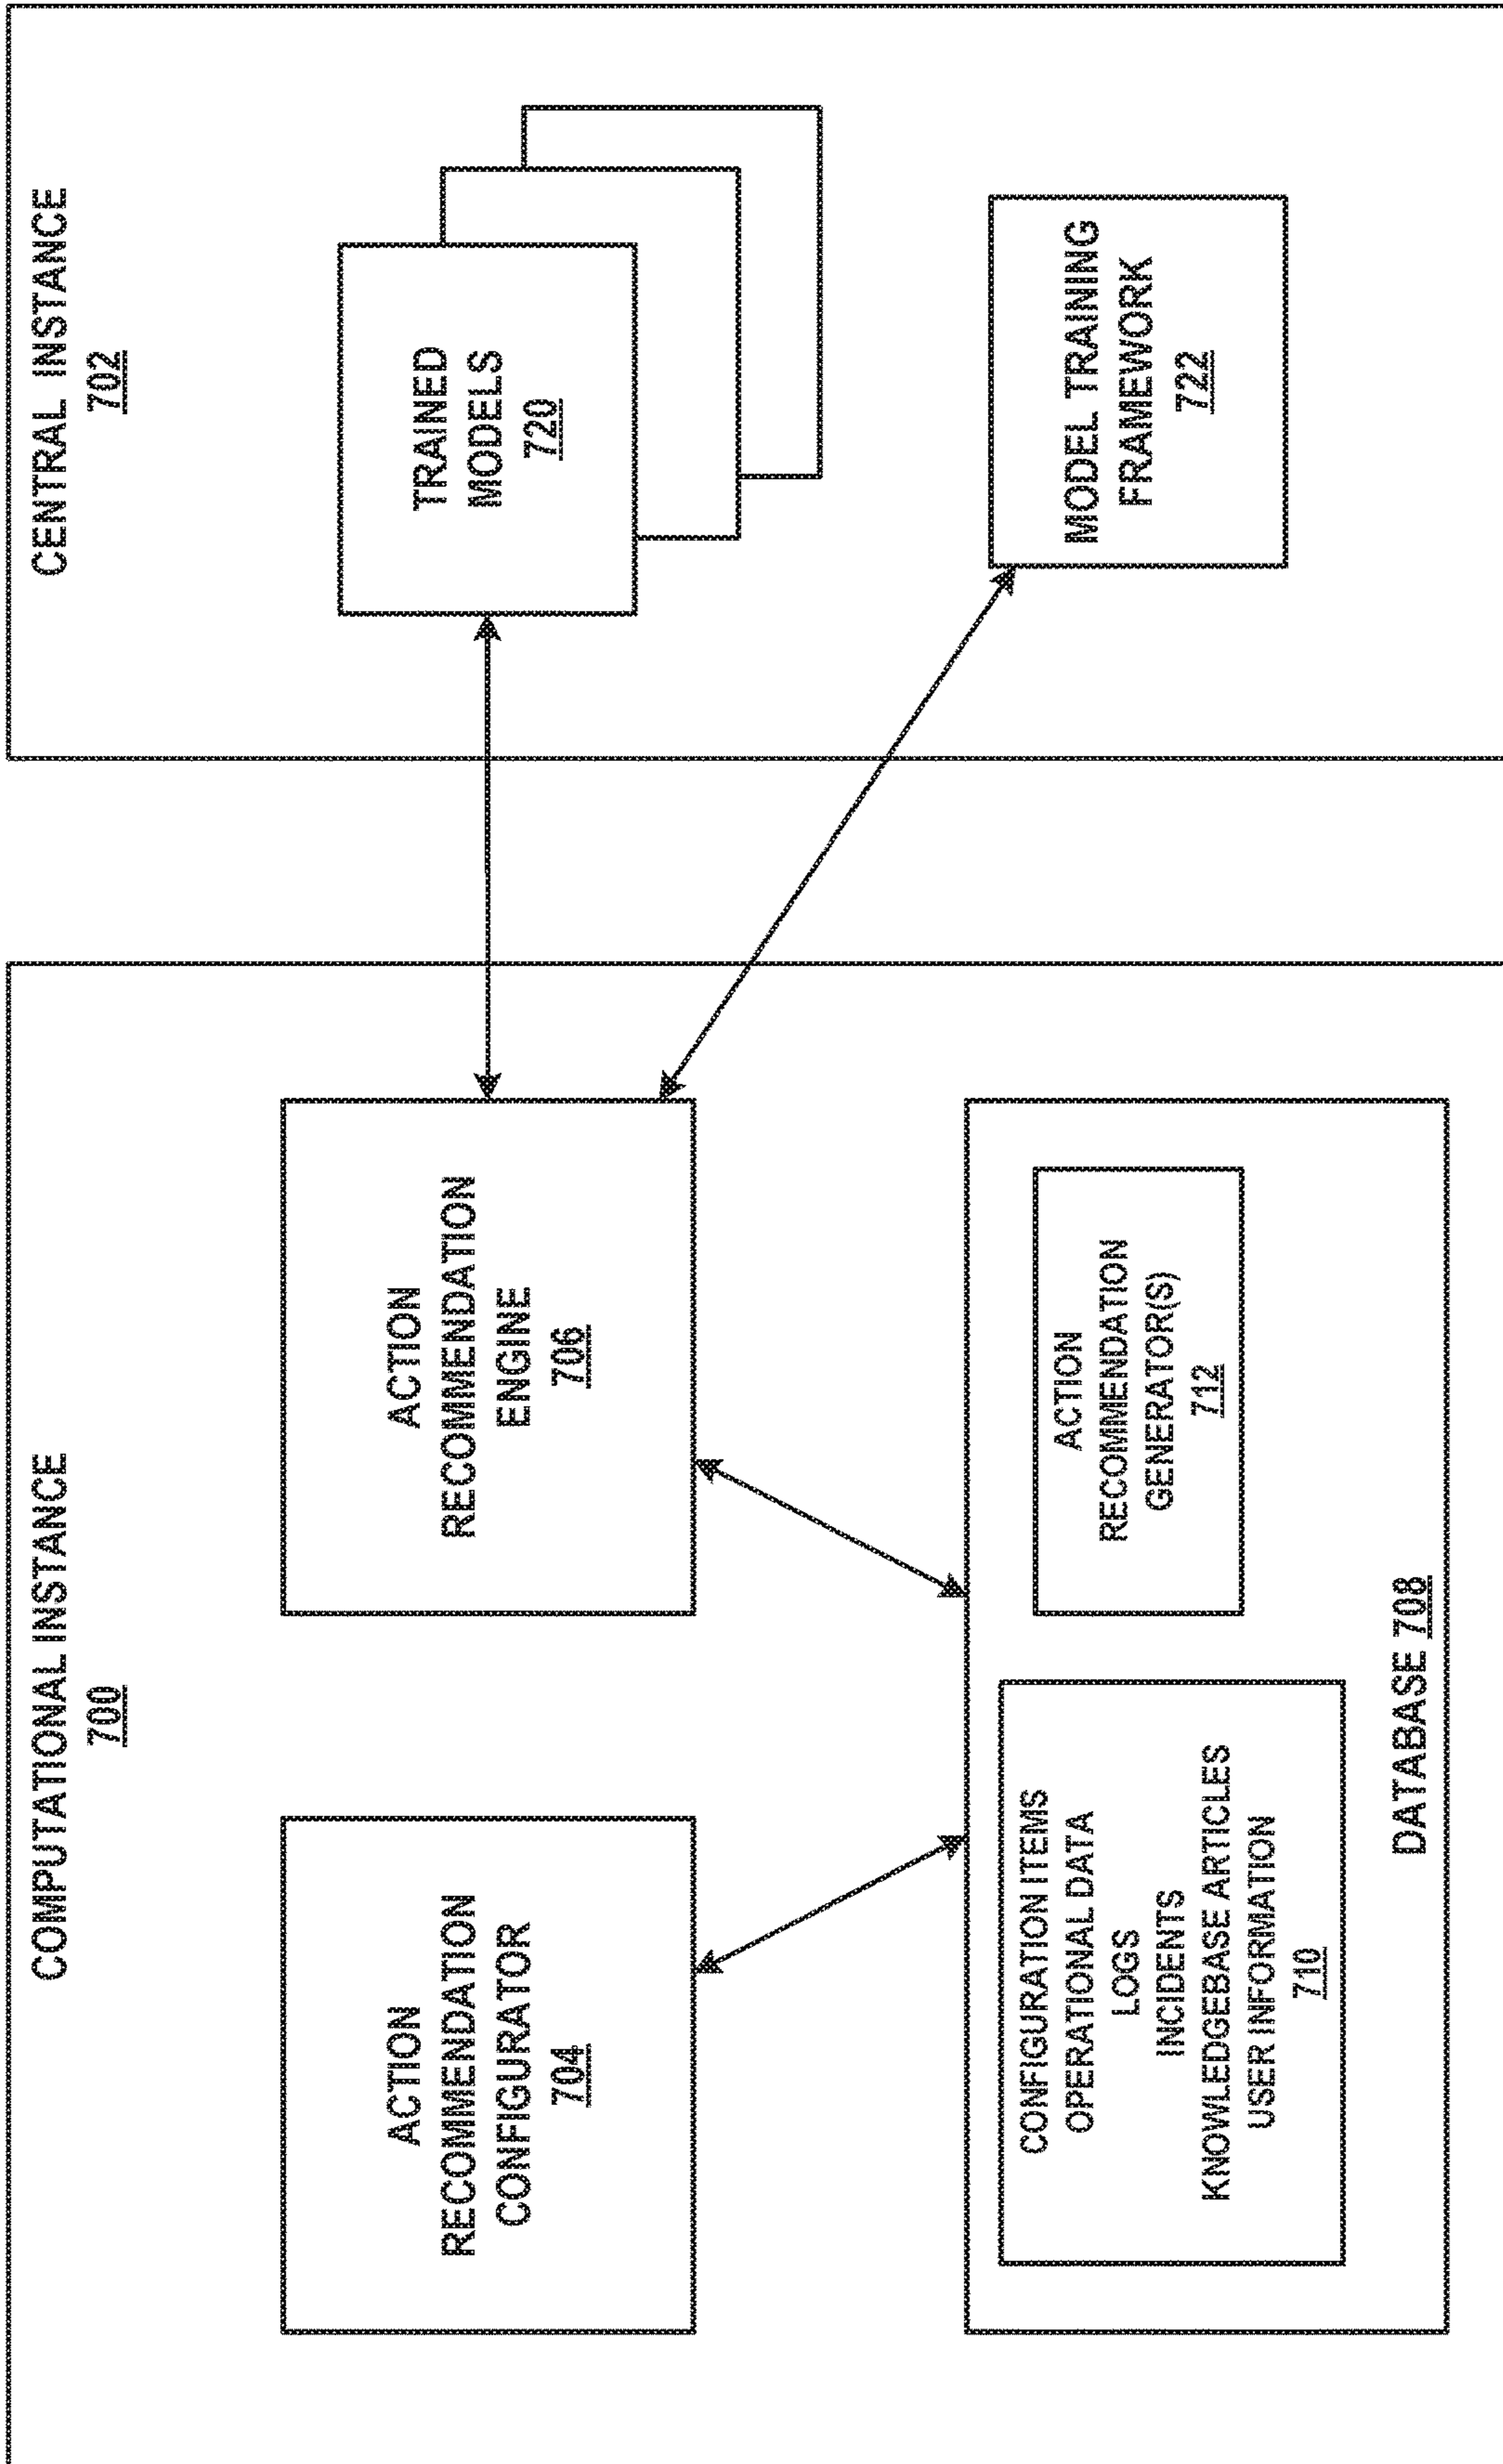 COMPUTATIONAL INSTANCE
700
ACTION
RECOMMENDATION
CONFIGURATOR
704
ACTION
RECOMMENDATION
ENGINE
706
CONFIGURATION ITEMS
OPERATIONAL DATA
LOGS
INCIDENTS
KNOWLEDGEBASE ARTICLES
USER INFORMATION
710
ACTION
RECOMMENDATION
GENERATOR(S)
712
DATABASE 708
CENTRAL INSTANCE
702
TRAINED
MODELS
720
MODEL TRAINING
FRAMEWORK
722